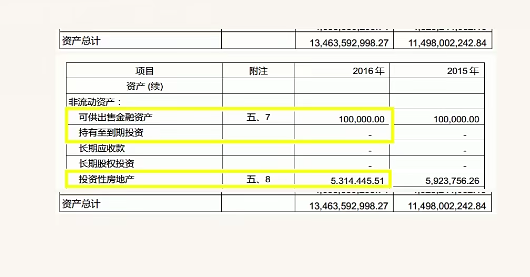 资产总计 13,463,592,998.27 11,498,002,242.84
项目 附注 2016年 2015年
资产 (续)
非流动资产：
可供出售金融资产 五、7 100,000.00 100,000.00
持有至到期投资 - -
长期应收款 - -
长期股权投资 - -
投资性房地产 五、8 5,314,445.51 5,923,756.26
资产总计 13,463,592,998.27 11,498,002,242.84